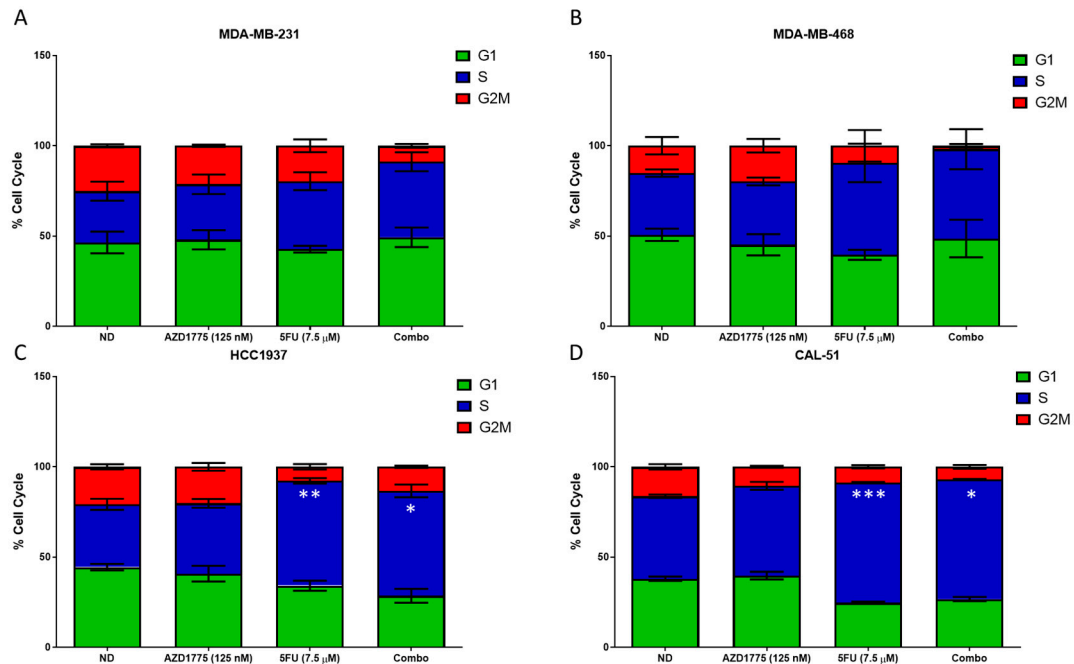 A
MDA-MB-231
150
100
50
0
% Cell Cycle
G1
S
G2M
ND
AZD1775 (125 nM)
5FU (7.5 μM)
Combo
B
MDA-MB-468
150
100
50
0
% Cell Cycle
G1
S
G2M
ND
AZD1775 (125 nM)
5FU (7.5 μM)
Combo
C
HCC1937
150
100
50
0
% Cell Cycle
G1
S
G2M
**
*
ND
AZD1775 (125 nM)
5FU (7.5 μM)
Combo
D
CAL-51
150
100
50
0
% Cell Cycle
G1
S
G2M
***
*
ND
AZD1775 (125 nM)
5FU (7.5 μM)
Combo